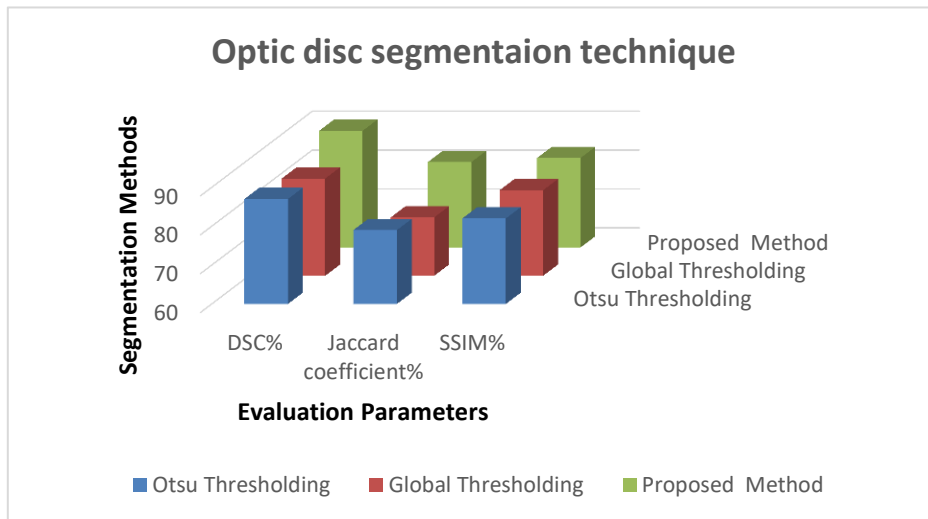 Optic disc segmentaion technique
Segmentation Methods
90
80
70
60
Proposed Method
Global Thresholding
Otsu Thresholding
DSC%
Jaccard
coefficient%
SSIM%
Evaluation Parameters
Otsu Thresholding Global Thresholding Proposed Method